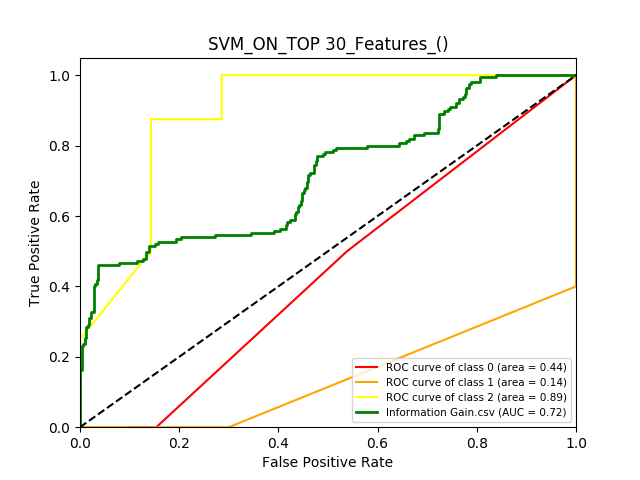 SVM_ON_TOP 30_Features_()
True Positive Rate
1.0
0.8
0.6
0.4
0.2
0.0
ROC curve of class 0 (area = 0.44)
ROC curve of class 1 (area = 0.14)
ROC curve of class 2 (area = 0.89)
Information Gain.csv (AUC = 0.72)
0.0 0.2 0.4 0.6 0.8 1.0
False Positive Rate